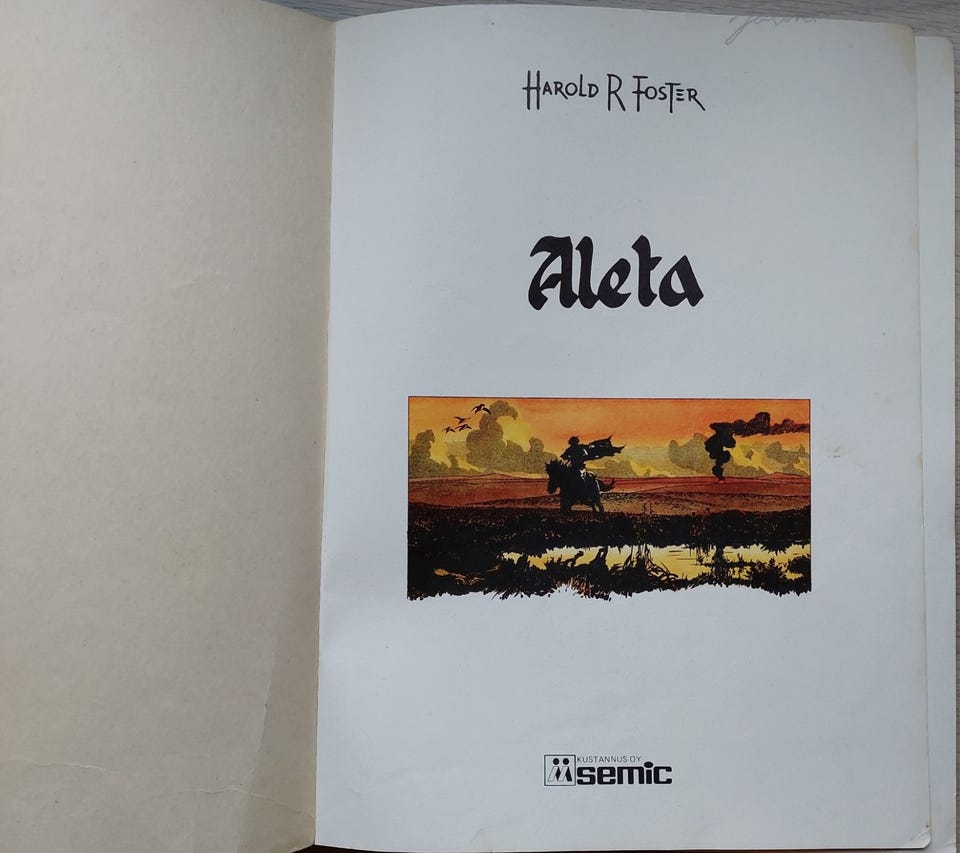 HAROLD R FOSTER
Aleta
KUSTANNUS OY
semic